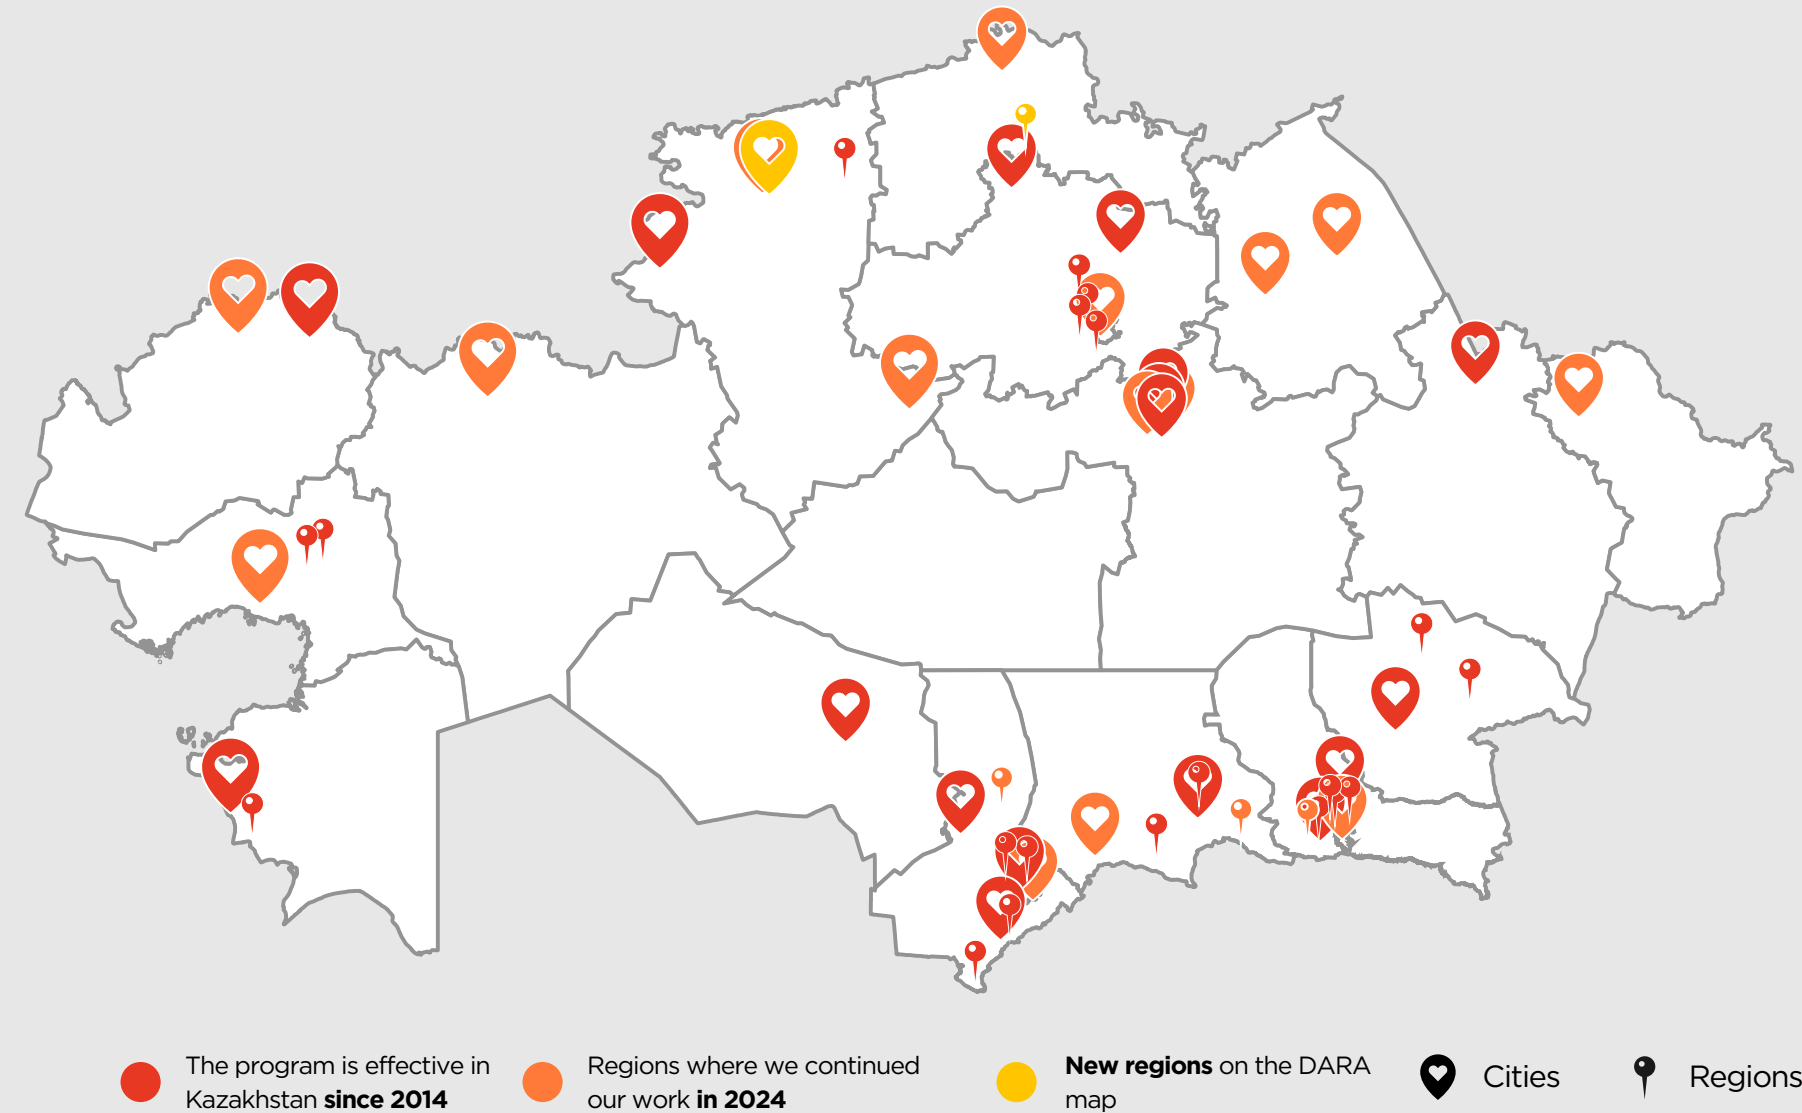 The program is effective in
Kazakhstan since 2014
Regions where we continued
our work in 2024
New regions on the DARA
map
Cities
Regions